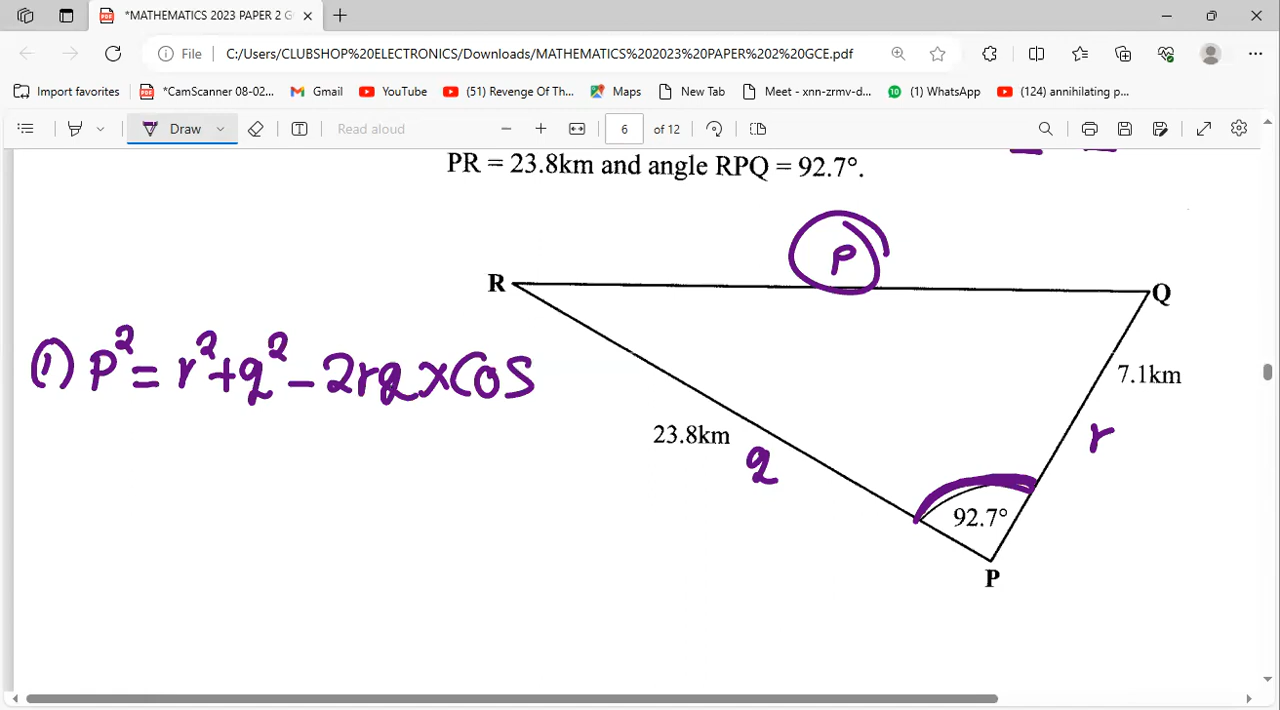 *MATHEMATICS 2023 PAPER 2 G
File C:/Users/CLUBSHOP%20ELECTRONICS/Downloads/MATHEMATICS%202023%20PAPER%202%20GCE.pdf
Import favorites *CamScanner 08-02... Gmail YouTube (51) Revenge Of Th... Maps New Tab Meet - xnn-zrmv-d... 10 (1) WhatsApp (124) annihilating p...
Draw T Read aloud 6 of 12
PR = 23.8km and angle RPQ = 92.7°.
P
R Q
(1) P² = r² + q² - 2rq x Cos
7.1km
23.8km
r
q
92.7°
P